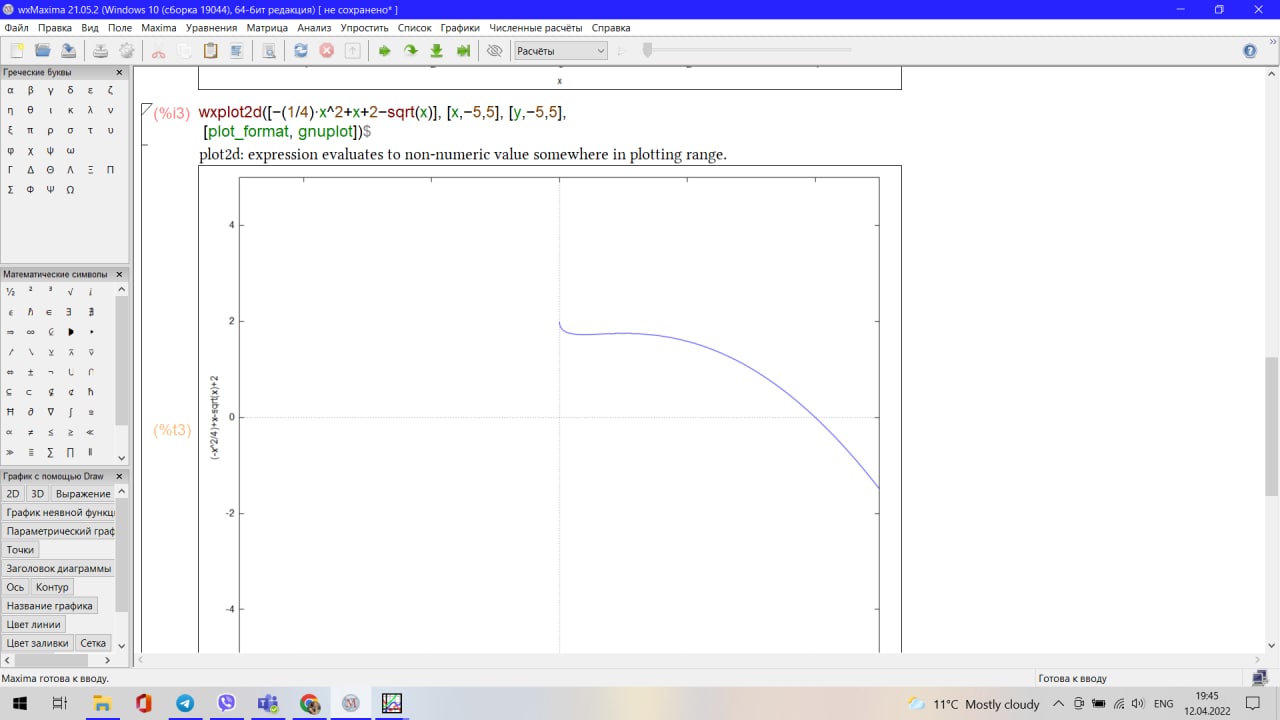 wxMaxima 21.05.2 (Windows 10 (сборка 19044), 64-бит редакция) [ не сохранено* ]
Файл Правка Вид Поле Maxima Уравнения Матрица Анализ Упростить Список Графики Численные расчёты Справка
Расчёты
Греческие буквы
α β γ δ ε ζ
η θ ι κ λ ν
ξ π ρ σ τ υ
φ χ ψ ω
Γ Δ Θ Λ Ξ Π
Σ Φ Ψ Ω
Математические символы
½ ² ³ √
∈ ∃ ∄
⇒ ∞
⇔ ± ¬
∂ ∫
∝ ≠ ≤ ≥ ≪
≫ ∑ ∏
График с помощью Draw
2D 3D Выражение
График неявной функц
Параметрический граф
Точки
Заголовок диаграммы
Ось Контур
Название графика
Цвет линии
Цвет заливки Сетка
x
(%i3) wxplot2d([−(1/4)·x^2+x+2−sqrt(x)], [x,−5,5], [y,−5,5],
[plot_format, gnuplot])$
plot2d: expression evaluates to non-numeric value somewhere in plotting range.
(%t3)
(-x^2/4)+x-sqrt(x)+2
4
2
0
-2
-4
Maxima готова к вводу.
Готова к вводу
11°C Mostly cloudy
ENG
19:45
12.04.2022